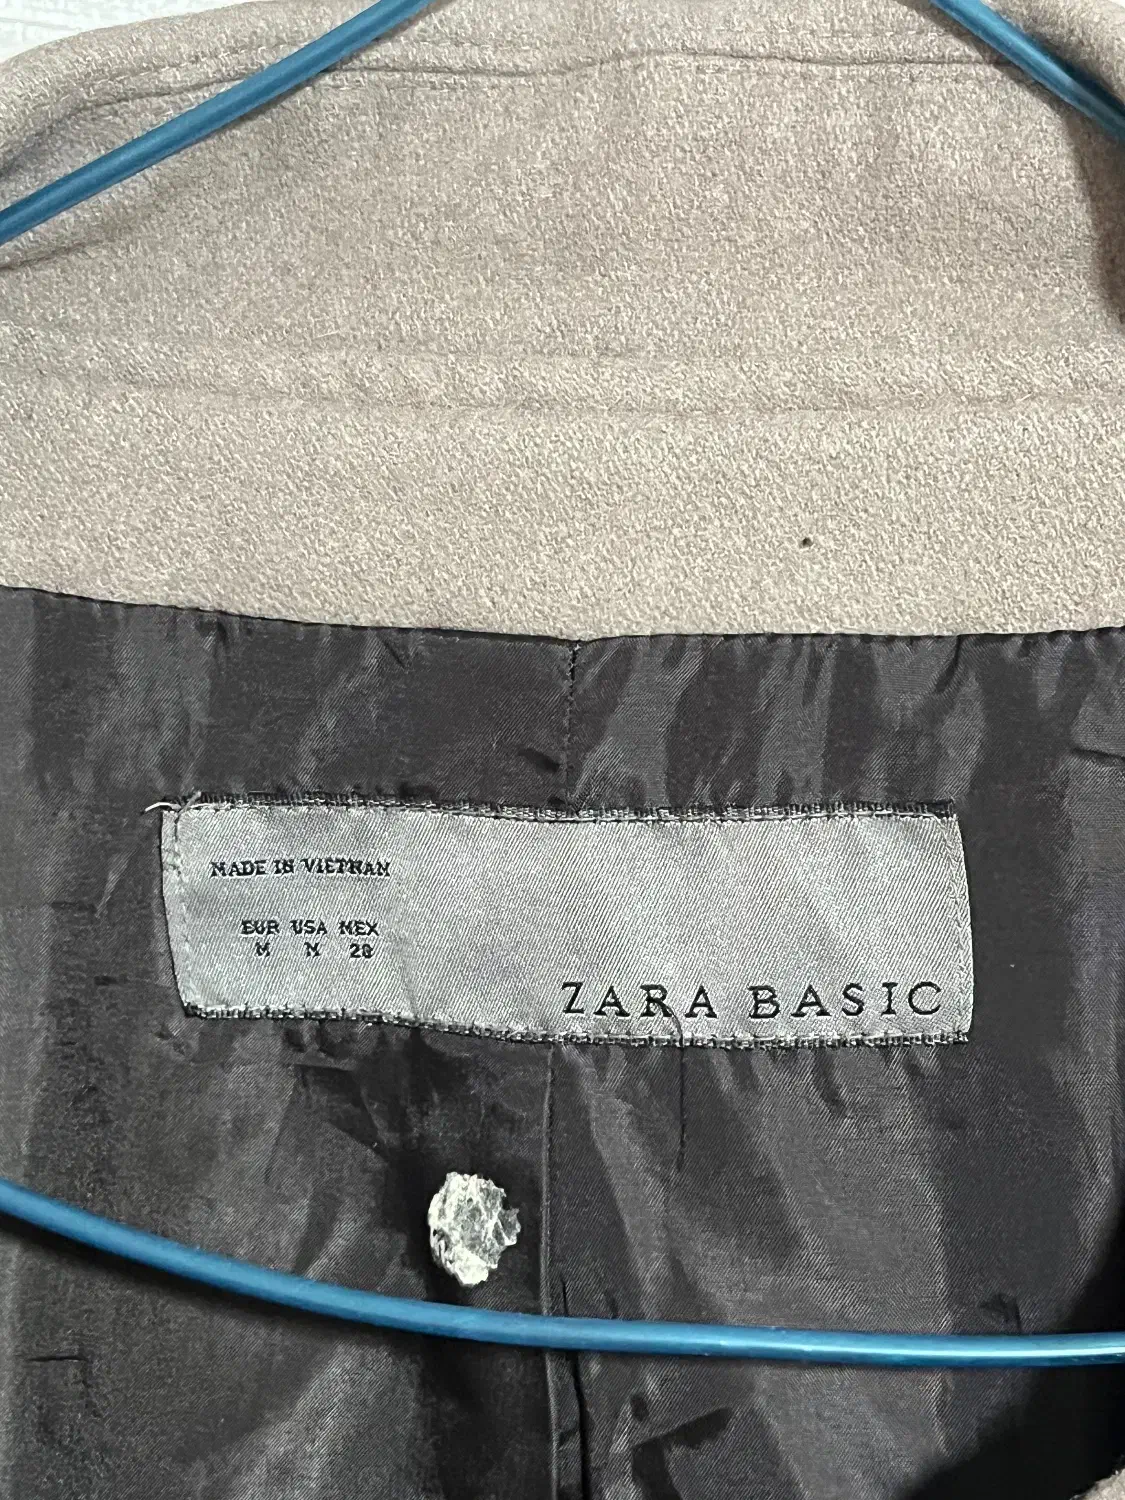 MADE IN VIETNAM
EUR USA MEX
M M 28
ZARA BASIC